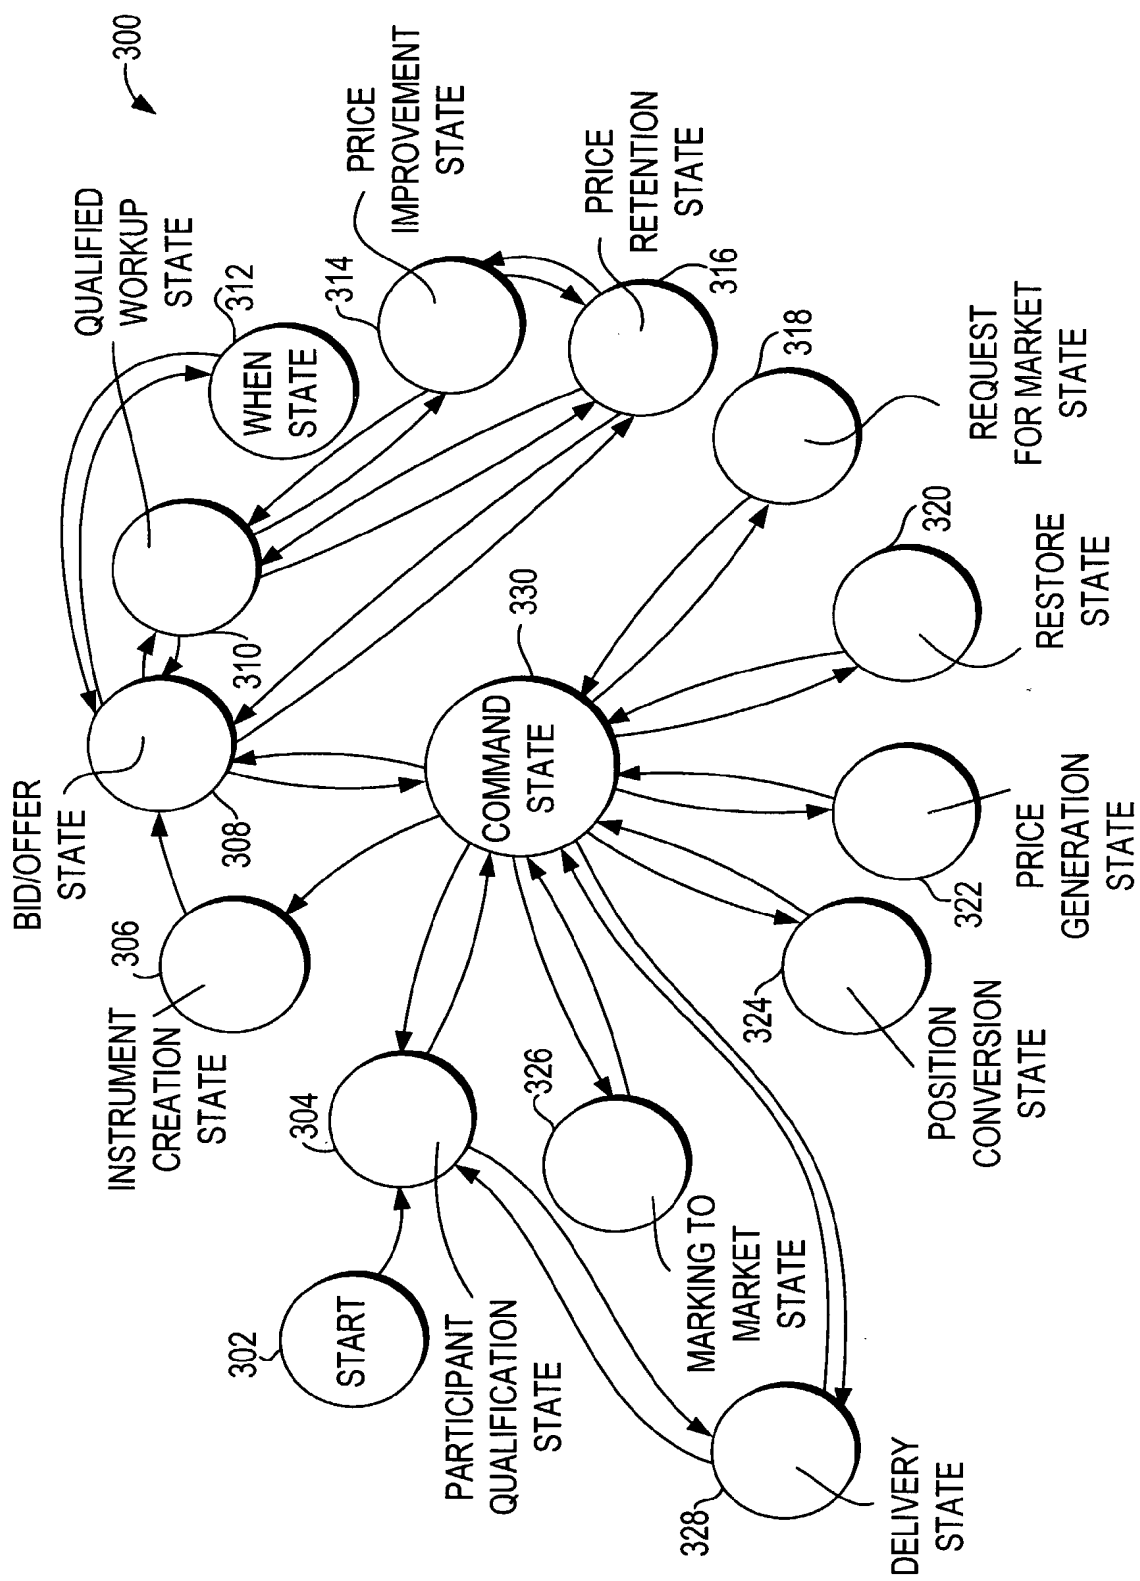 300
QUALIFIED
WORKUP
STATE
312
WHEN
STATE
314
PRICE
IMPROVEMENT
STATE
PRICE
RETENTION
STATE
316
318
REQUEST
FOR MARKET
STATE
320
RESTORE
STATE
BID/OFFER
STATE
308
310
COMMAND
STATE
330
322
PRICE
GENERATION
STATE
306
INSTRUMENT
CREATION
STATE
324
POSITION
CONVERSION
STATE
304
326
MARKING TO
MARKET
STATE
302
START
PARTICIPANT
QUALIFICATION
STATE
328
DELIVERY
STATE